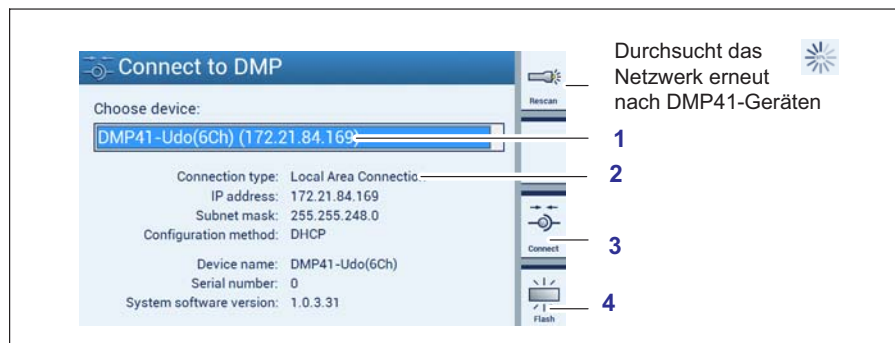 Connect to DMP
Choose device:
DMP41-Udo(6Ch) (172.21.84.169)
Connection type: Local Area Connection
IP address: 172.21.84.169
Subnet mask: 255.255.248.0
Configuration method: DHCP
Device name: DMP41-Udo(6Ch)
Serial number: 0
System software version: 1.0.3.31
Rescan
Connect
Flash
Durchsucht das
Netzwerk erneut
nach DMP41-Geräten
1
2
3
4